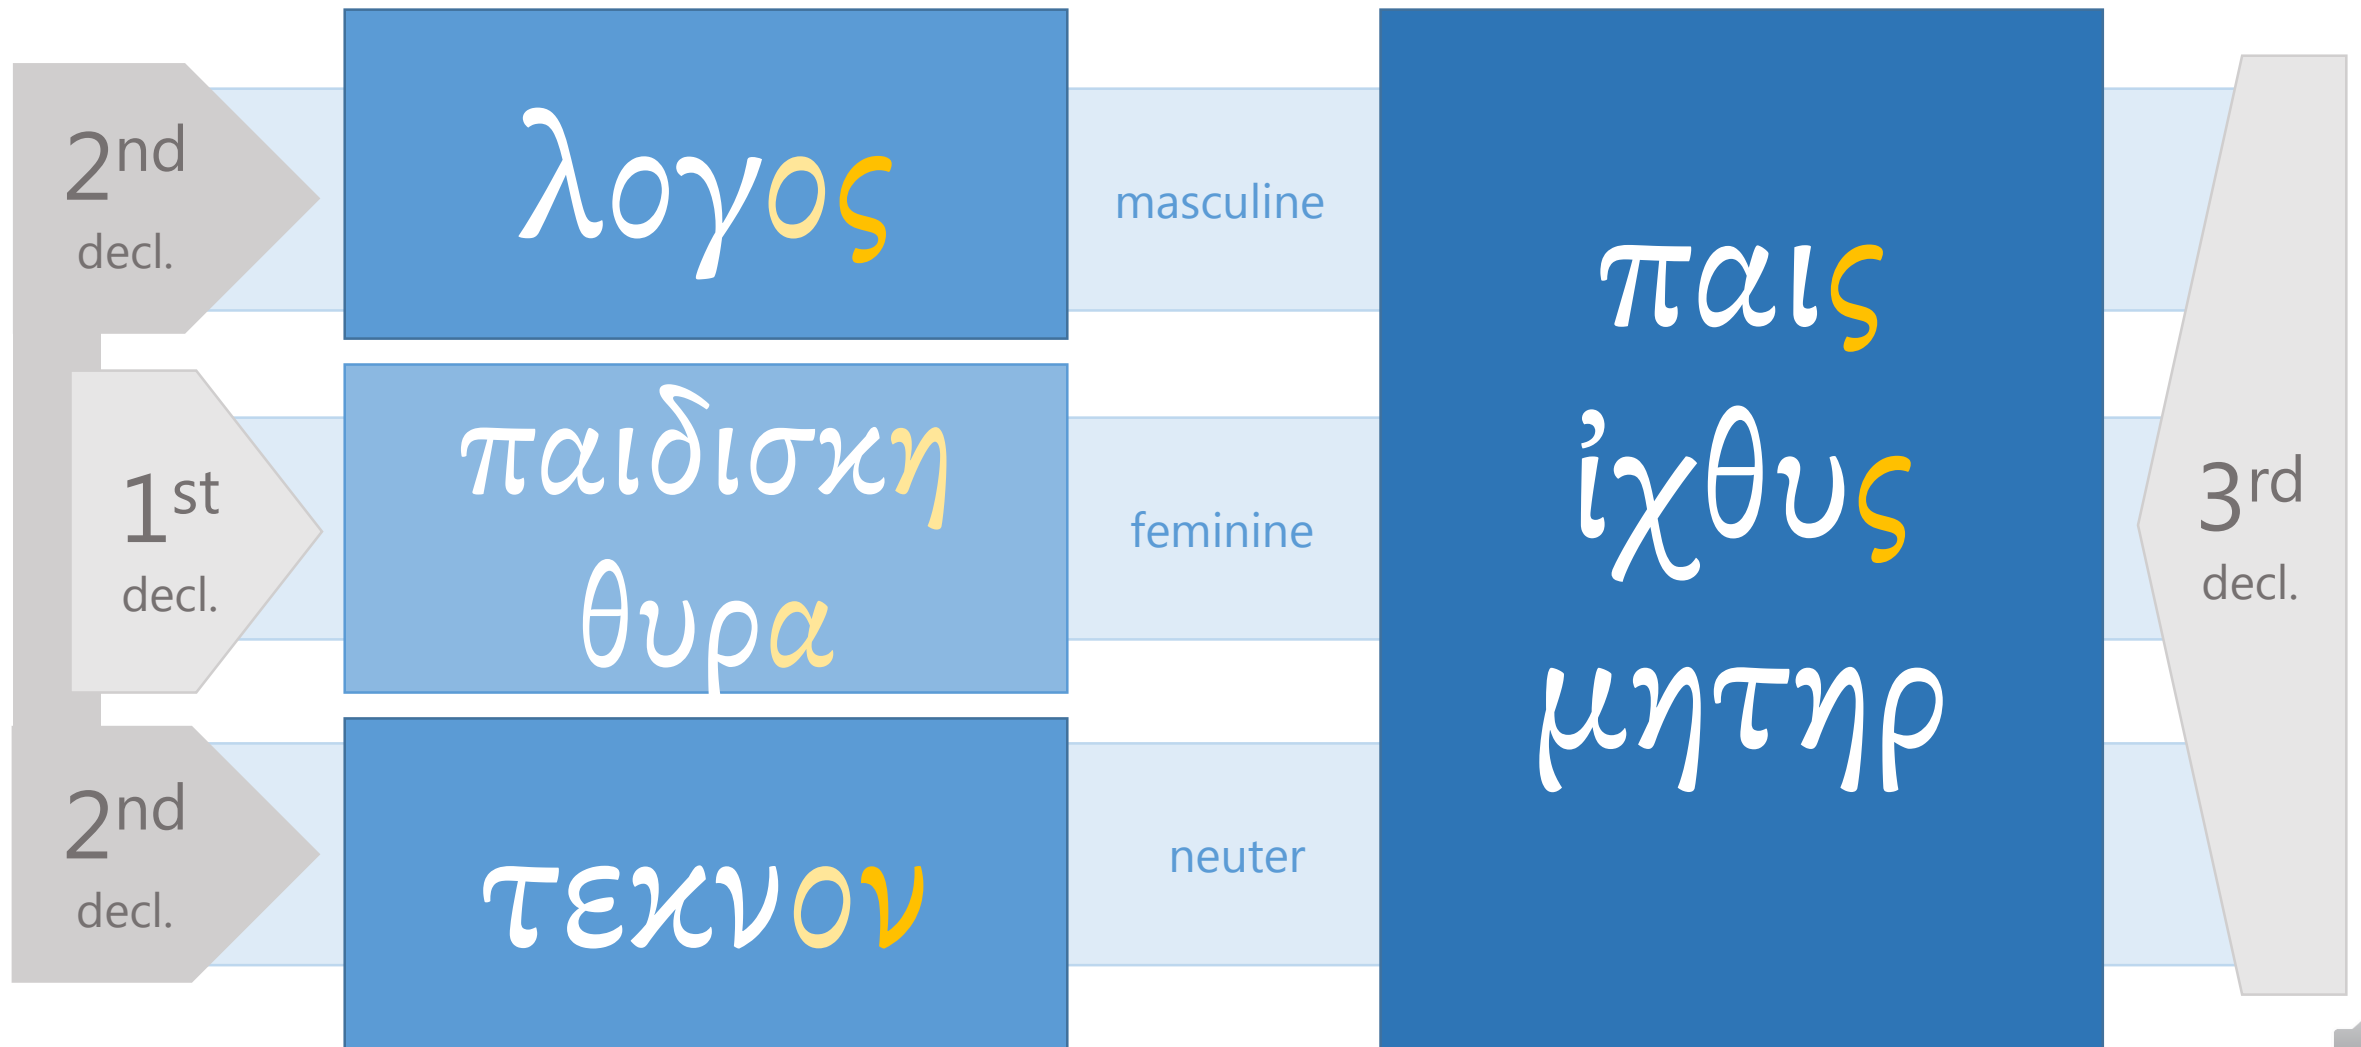 2nd
decl.
λογος
masculine
1st
decl.
παιδισκη
θυρα
feminine
2nd
decl.
τεκνον
neuter
παις
ἰχθυς
μητηρ
3rd
decl.